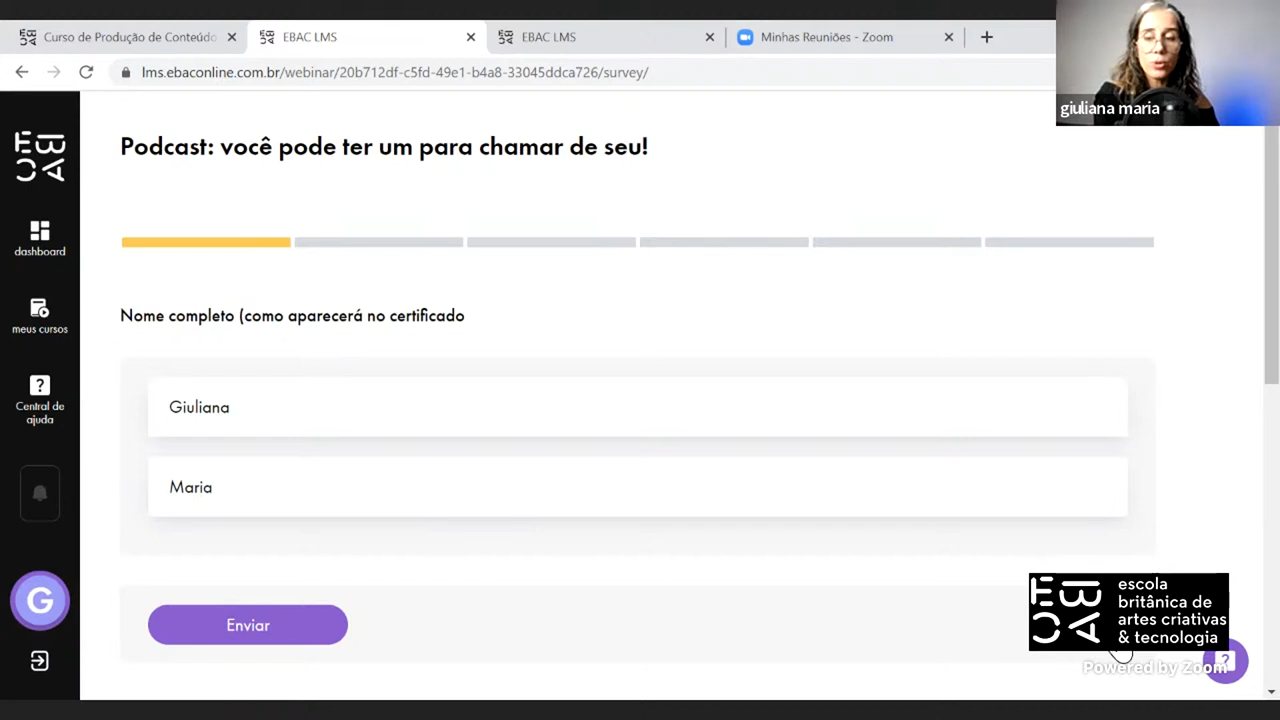 Curso de Produção de Conteúdo
EBAC LMS
EBAC LMS
Minhas Reuniões - Zoom
lms.ebaconline.com.br/webinar/20b712df-c5fd-49e1-b4a8-33045ddca726/survey/
giuliana maria
EBAC
dashboard
meus cursos
Central de
ajuda
G
Podcast: você pode ter um para chamar de seu!
Nome completo (como aparecerá no certificado
Giuliana
Maria
Enviar
EBAC
escola
britânica de
artes criativas
& tecnologia
Powered by Zoom